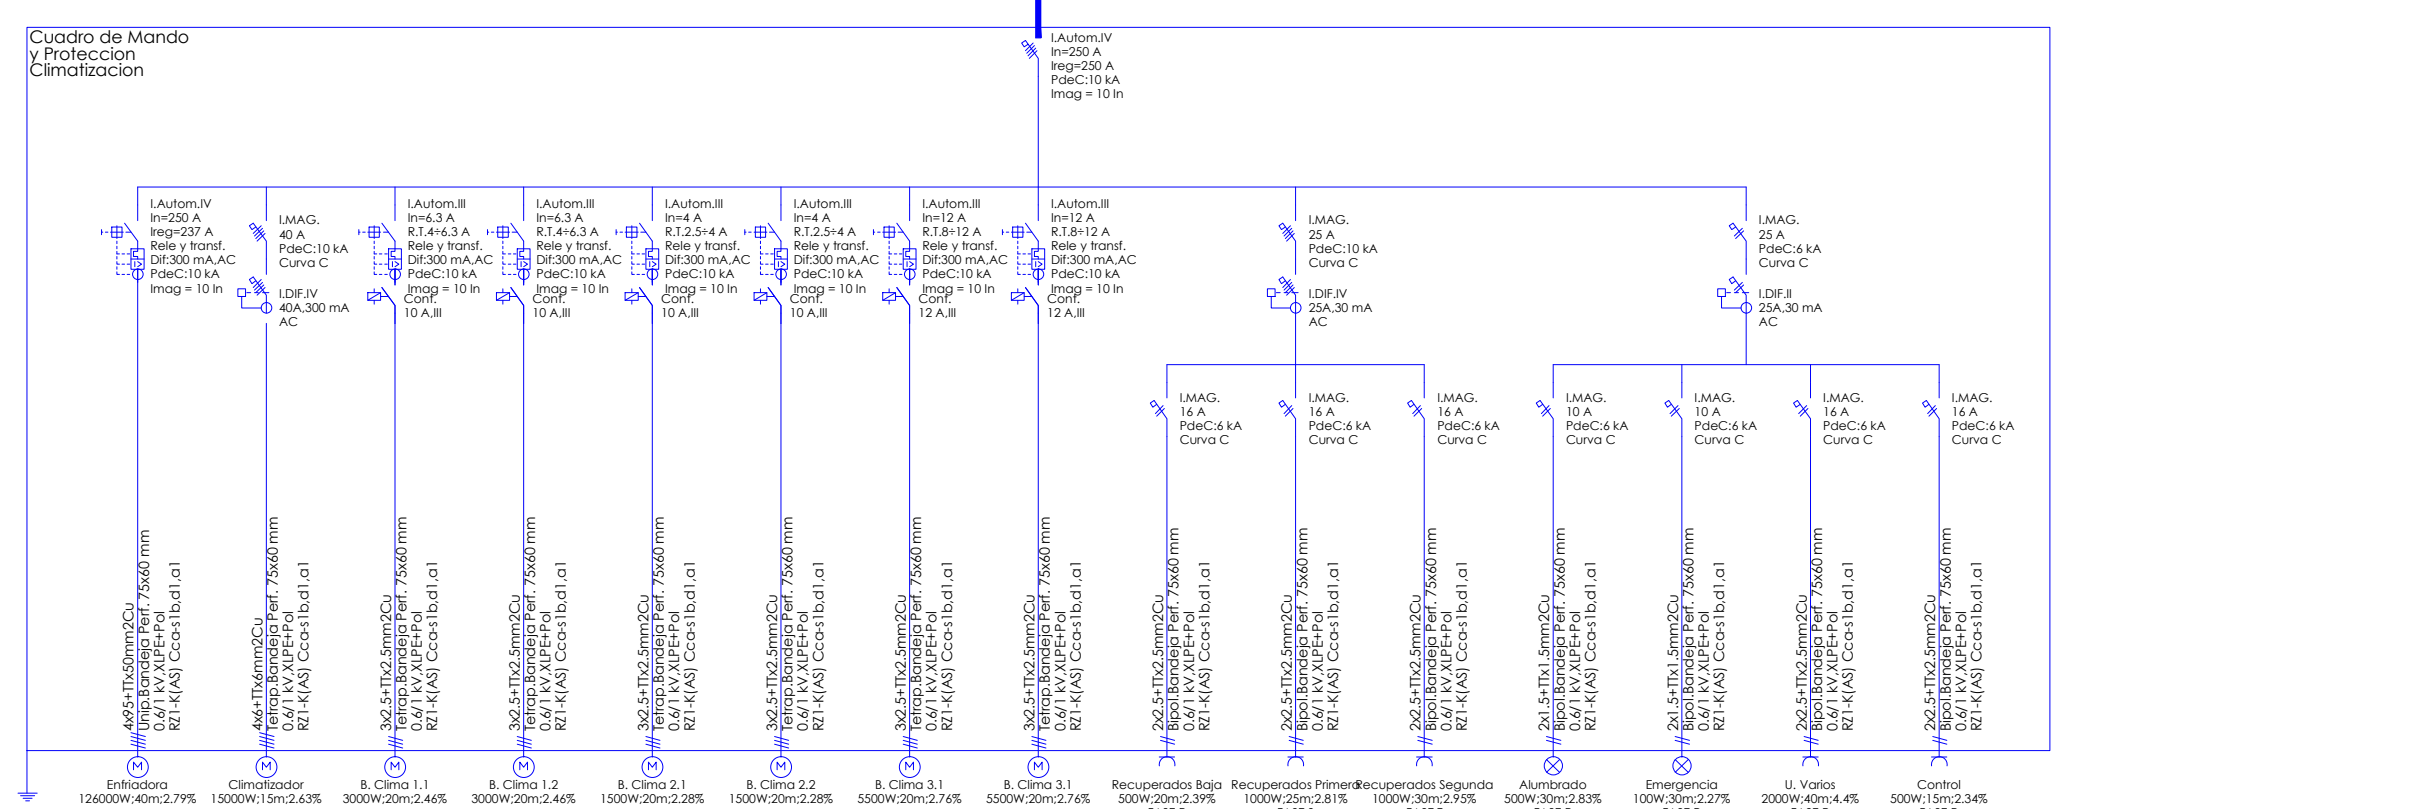 Cuadro de Mando
y Proteccion
Climatizacion
I.Autom.IV
In=250 A
Ireg=250 A
PdeC:10 kA
Imag = 10 In
I.Autom.IV
In=250 A
Ireg=237 A
Rele y transf.
Dif:300 mA,AC
PdeC:10 kA
Imag = 10 In
I.MAG.
40 A
PdeC:10 kA
Curva C
I.DIF.IV
40A,300 mA
AC
I.Autom.III
In=6.3 A
R.T.4÷6.3 A
Rele y transf.
Dif:300 mA,AC
PdeC:10 kA
Imag = 10 In
Conf.
10 A,III
I.Autom.III
In=6.3 A
R.T.4÷6.3 A
Rele y transf.
Dif:300 mA,AC
PdeC:10 kA
Imag = 10 In
Conf.
10 A,III
I.Autom.III
In=4 A
R.T.2.5÷4 A
Rele y transf.
Dif:300 mA,AC
PdeC:10 kA
Imag = 10 In
Conf.
10 A,III
I.Autom.III
In=4 A
R.T.2.5÷4 A
Rele y transf.
Dif:300 mA,AC
PdeC:10 kA
Imag = 10 In
Conf.
10 A,III
I.Autom.III
In=12 A
R.T.8÷12 A
Rele y transf.
Dif:300 mA,AC
PdeC:10 kA
Imag = 10 In
Conf.
12 A,III
I.Autom.III
In=12 A
R.T.8÷12 A
Rele y transf.
Dif:300 mA,AC
PdeC:10 kA
Imag = 10 In
Conf.
12 A,III
I.MAG.
25 A
PdeC:10 kA
Curva C
I.DIF.IV
25A,30 mA
AC
I.MAG.
25 A
PdeC:6 kA
Curva C
I.DIF.II
25A,30 mA
AC
I.MAG.
16 A
PdeC:6 kA
Curva C
I.MAG.
16 A
PdeC:6 kA
Curva C
I.MAG.
16 A
PdeC:6 kA
Curva C
I.MAG.
10 A
PdeC:6 kA
Curva C
I.MAG.
10 A
PdeC:6 kA
Curva C
I.MAG.
16 A
PdeC:6 kA
Curva C
I.MAG.
16 A
PdeC:6 kA
Curva C
4x95+TTx50mm2Cu
Unip.Bandeja Perf. 75x60 mm
0.6/1 kV,XLPE+Pol
RZ1-K(AS) Cca-s1b,d1,a1
4x6+TTx6mm2Cu
Tetrap.Bandeja Perf. 75x60 mm
0.6/1 kV,XLPE+Pol
RZ1-K(AS) Cca-s1b,d1,a1
3x2.5+TTx2.5mm2Cu
Tetrap.Bandeja Perf. 75x60 mm
0.6/1 kV,XLPE+Pol
RZ1-K(AS) Cca-s1b,d1,a1
3x2.5+TTx2.5mm2Cu
Tetrap.Bandeja Perf. 75x60 mm
0.6/1 kV,XLPE+Pol
RZ1-K(AS) Cca-s1b,d1,a1
3x2.5+TTx2.5mm2Cu
Tetrap.Bandeja Perf. 75x60 mm
0.6/1 kV,XLPE+Pol
RZ1-K(AS) Cca-s1b,d1,a1
3x2.5+TTx2.5mm2Cu
Tetrap.Bandeja Perf. 75x60 mm
0.6/1 kV,XLPE+Pol
RZ1-K(AS) Cca-s1b,d1,a1
3x2.5+TTx2.5mm2Cu
Tetrap.Bandeja Perf. 75x60 mm
0.6/1 kV,XLPE+Pol
RZ1-K(AS) Cca-s1b,d1,a1
3x2.5+TTx2.5mm2Cu
Tetrap.Bandeja Perf. 75x60 mm
0.6/1 kV,XLPE+Pol
RZ1-K(AS) Cca-s1b,d1,a1
2x2.5+TTx2.5mm2Cu
Bipol.Bandeja Perf. 75x60 mm
0.6/1 kV,XLPE+Pol
RZ1-K(AS) Cca-s1b,d1,a1
2x2.5+TTx2.5mm2Cu
Bipol.Bandeja Perf. 75x60 mm
0.6/1 kV,XLPE+Pol
RZ1-K(AS) Cca-s1b,d1,a1
2x2.5+TTx2.5mm2Cu
Bipol.Bandeja Perf. 75x60 mm
0.6/1 kV,XLPE+Pol
RZ1-K(AS) Cca-s1b,d1,a1
2x1.5+TTx1.5mm2Cu
Bipol.Bandeja Perf. 75x60 mm
0.6/1 kV,XLPE+Pol
RZ1-K(AS) Cca-s1b,d1,a1
2x1.5+TTx1.5mm2Cu
Bipol.Bandeja Perf. 75x60 mm
0.6/1 kV,XLPE+Pol
RZ1-K(AS) Cca-s1b,d1,a1
2x2.5+TTx2.5mm2Cu
Bipol.Bandeja Perf. 75x60 mm
0.6/1 kV,XLPE+Pol
RZ1-K(AS) Cca-s1b,d1,a1
2x2.5+TTx2.5mm2Cu
Bipol.Bandeja Perf. 75x60 mm
0.6/1 kV,XLPE+Pol
RZ1-K(AS) Cca-s1b,d1,a1
M
M
M
M
M
M
M
M
Enfriadora
126000W;40m;2.79%
Climatizador
15000W;15m;2.63%
B. Clima 1.1
3000W;20m;2.46%
B. Clima 1.2
3000W;20m;2.46%
B. Clima 2.1
1500W;20m;2.28%
B. Clima 2.2
1500W;20m;2.28%
B. Clima 3.1
5500W;20m;2.76%
B. Clima 3.1
5500W;20m;2.76%
Recuperados Baja
500W;20m;2.39%
Recuperados Primera
1000W;25m;2.81%
Recuperados Segunda
1000W;30m;2.95%
Alumbrado
500W;30m;2.83%
Emergencia
100W;30m;2.27%
U. Varios
2000W;40m;4.4%
Control
500W;15m;2.34%